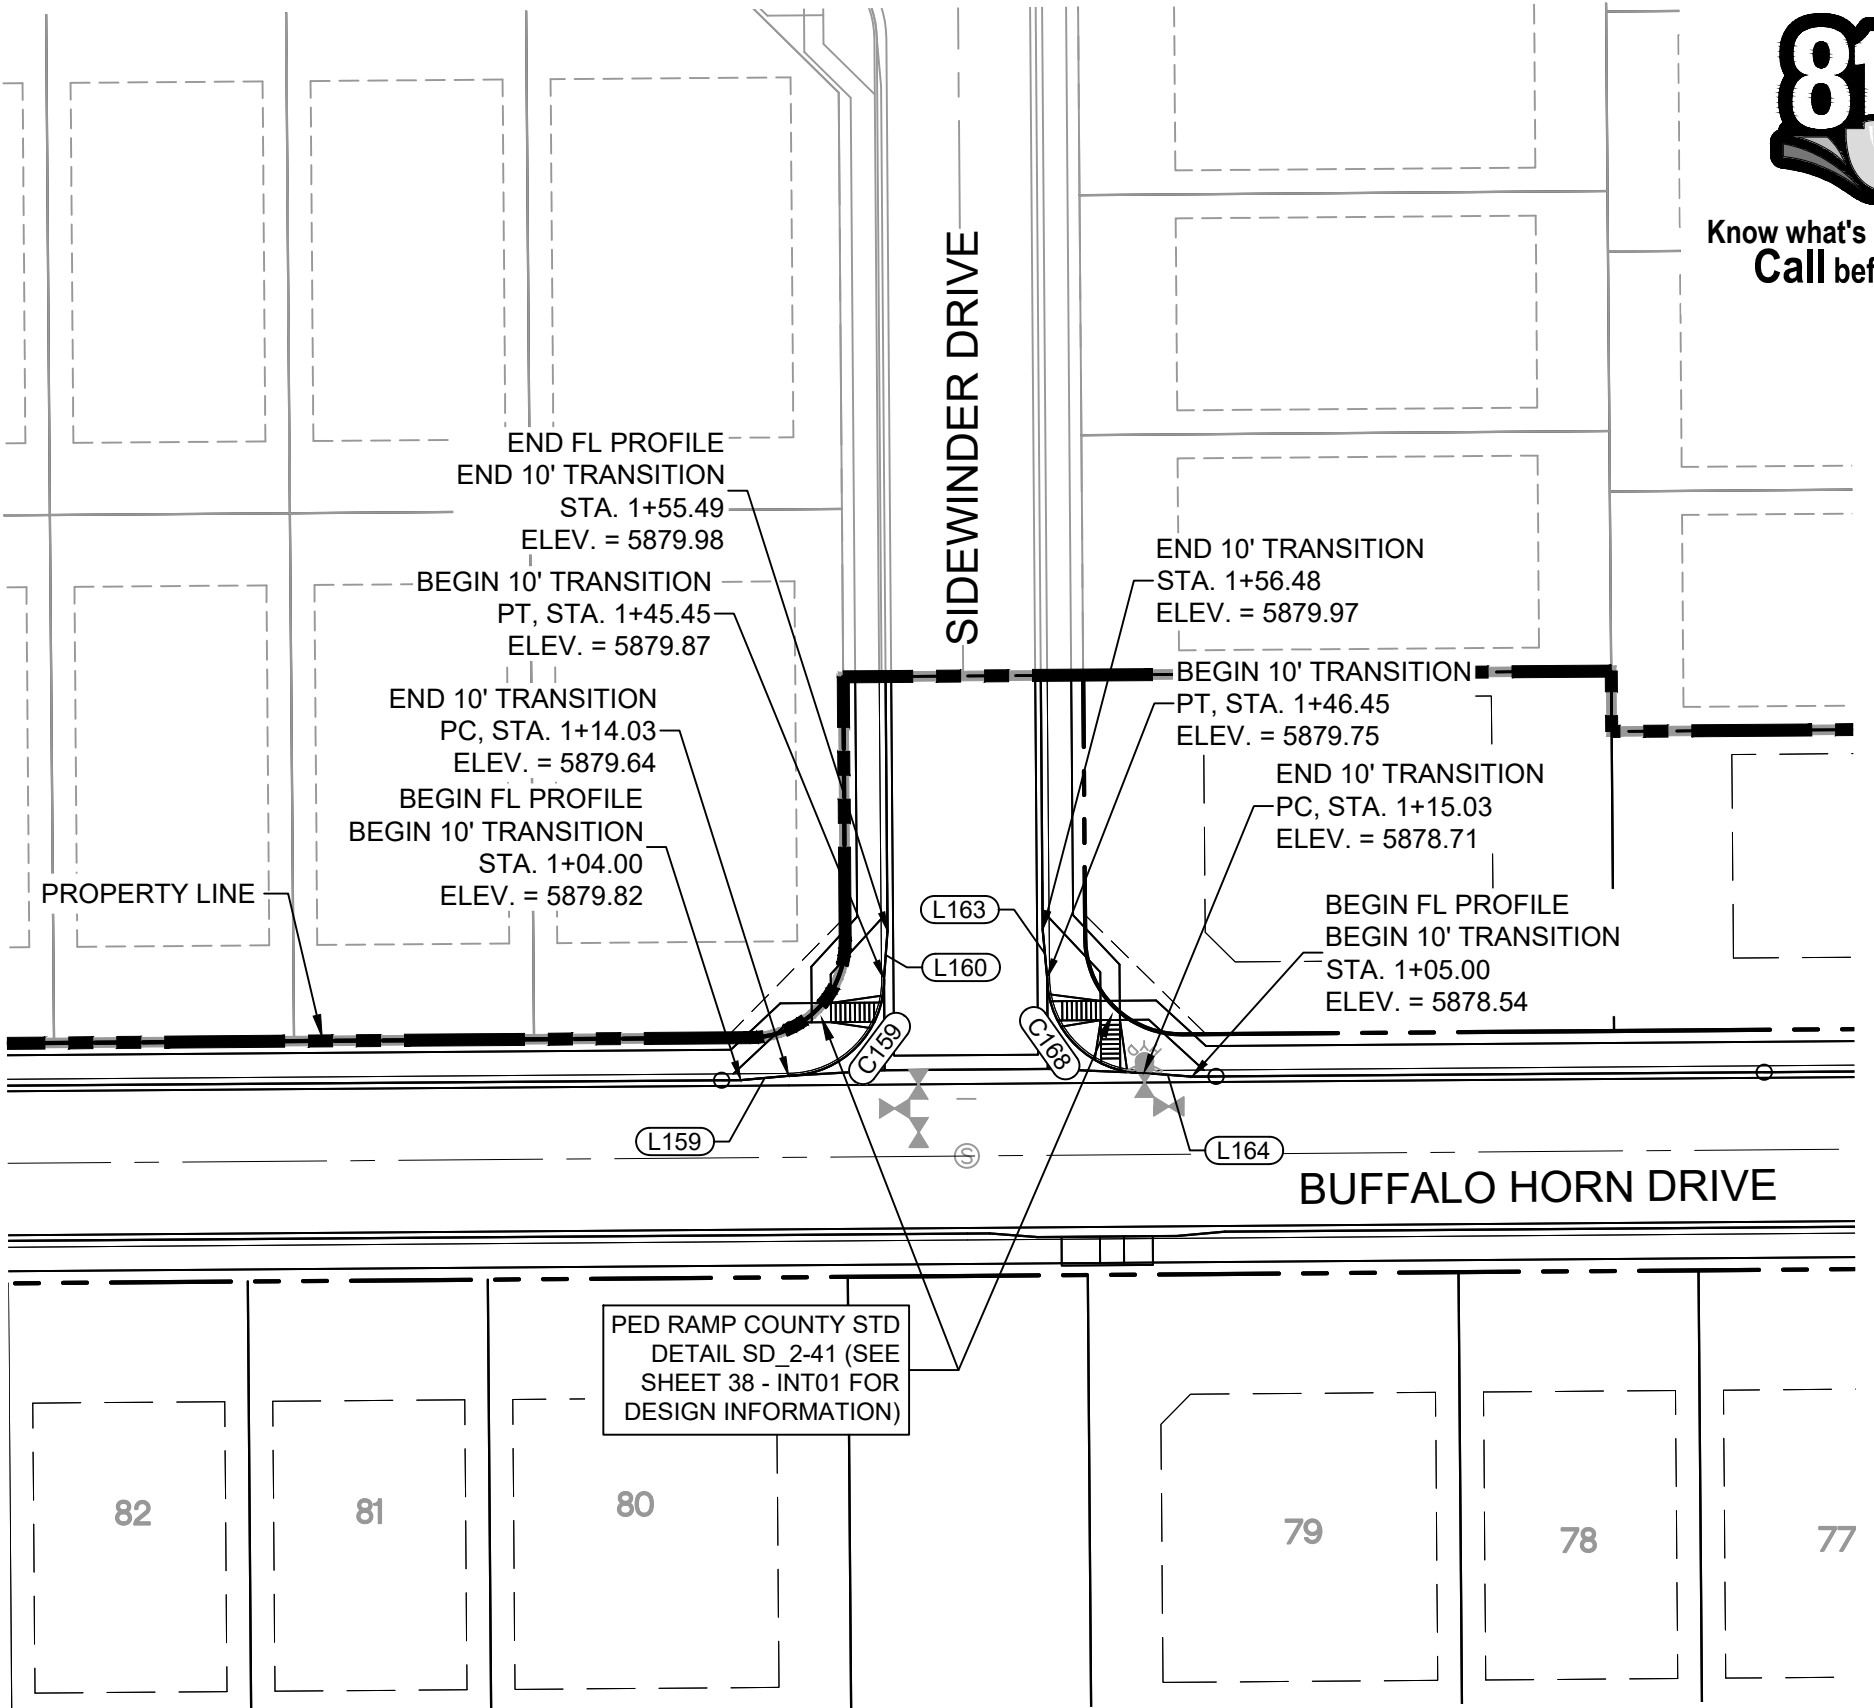 Know what's
Call
SIDEWINDER DRIVE
END FL PROFILE
END 10' TRANSITION
STA. 1+55.49
ELEV. = 5879.98
BEGIN 10' TRANSITION
PT, STA. 1+45.45
ELEV. = 5879.87
END 10' TRANSITION
PC, STA. 1+14.03
ELEV. = 5879.64
BEGIN FL PROFILE
BEGIN 10' TRANSITION
STA. 1+04.00
ELEV. = 5879.82
PROPERTY LINE
END 10' TRANSITION
STA. 1+56.48
ELEV. = 5879.97
BEGIN 10' TRANSITION
PT, STA. 1+46.45
ELEV. = 5879.75
END 10' TRANSITION
PC, STA. 1+15.03
ELEV. = 5878.71
BEGIN FL PROFILE
BEGIN 10' TRANSITION
STA. 1+05.00
ELEV. = 5878.54
L163
L160
C159
C168
HYD
L159
S
L164
BUFFALO HORN DRIVE
PED RAMP COUNTY STD
DETAIL SD_2-41 (SEE
SHEET 38 - INT01 FOR
DESIGN INFORMATION)
82
81
80
79
78
77